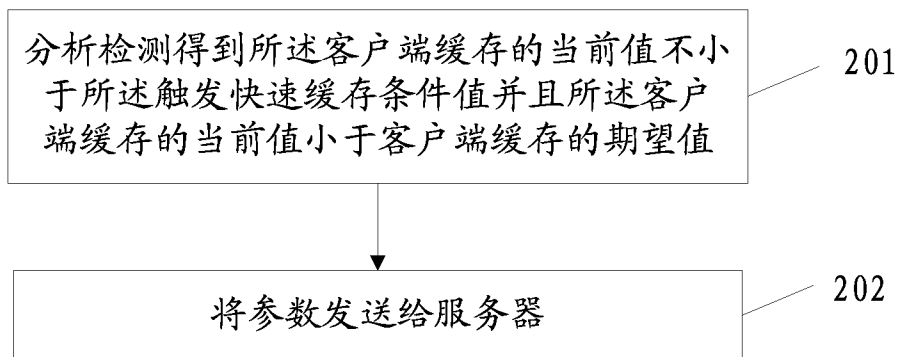 分析检测得到所述客户端缓存的当前值不小
于所述触发快速缓存条件值并且所述客户
端缓存的当前值小于客户端缓存的期望值
201
将参数发送给服务器
202